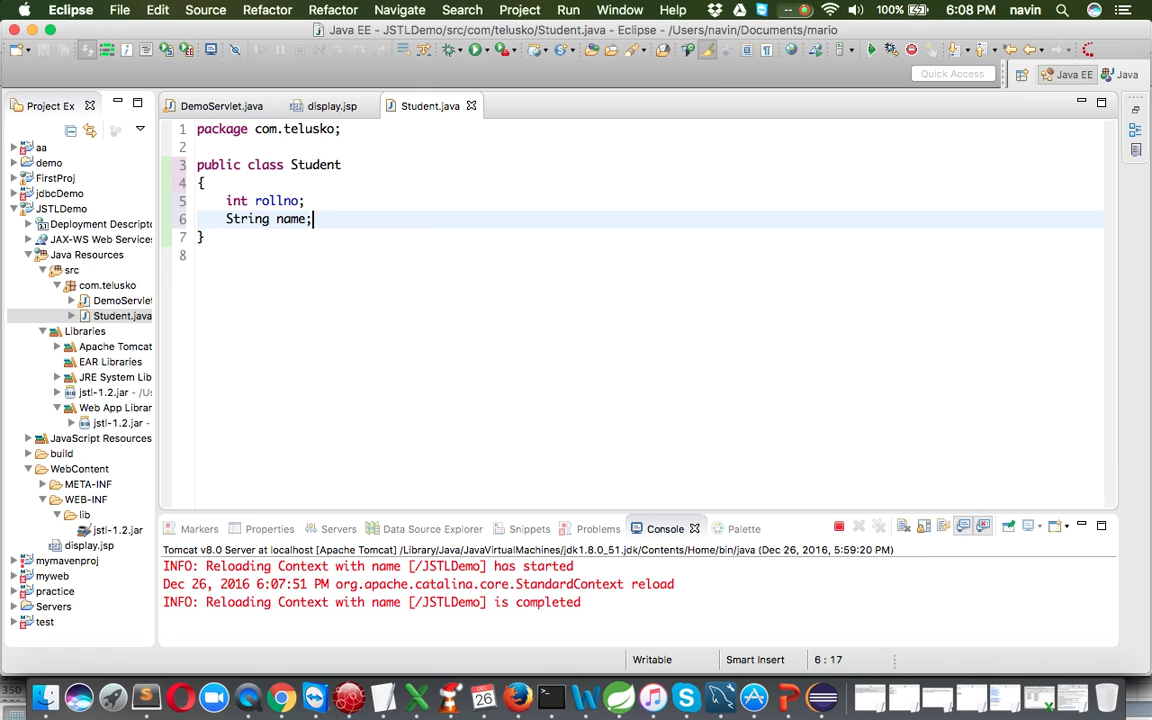 Eclipse File Edit Source Refactor Refactor Navigate Search Project Run Window Help 100% 6:08 PM navin
Java EE - JSTLDemo/src/com/telusko/Student.java - Eclipse - /Users/navin/Documents/mario
Quick Access Java EE Java
Project Ex DemoServlet.java display.jsp Student.java
aa
demo
FirstProj
jdbcDemo
JSTLDemo
Deployment Descripto
JAX-WS Web Services
Java Resources
src
com.telusko
DemoServlet
Student.java
Libraries
Apache Tomcat
EAR Libraries
JRE System Lib
jstl-1.2.jar - /U
Web App Librar
jstl-1.2.jar -
JavaScript Resources
build
WebContent
META-INF
WEB-INF
lib
jstl-1.2.jar
display.jsp
mymavenproj
myweb
practice
Servers
test
1 package com.telusko;
2
3 public class Student
4 {
5 int rollno;
6 String name;
7 }
8
Markers Properties Servers Data Source Explorer Snippets Problems Console Palette
Tomcat v8.0 Server at localhost [Apache Tomcat] /Library/Java/JavaVirtualMachines/jdk1.8.0_51.jdk/Contents/Home/bin/java (Dec 26, 2016, 5:59:20 PM)
INFO: Reloading Context with name [/JSTLDemo] has started
Dec 26, 2016 6:07:51 PM org.apache.catalina.core.StandardContext reload
INFO: Reloading Context with name [/JSTLDemo] is completed
Writable Smart Insert 6 : 17